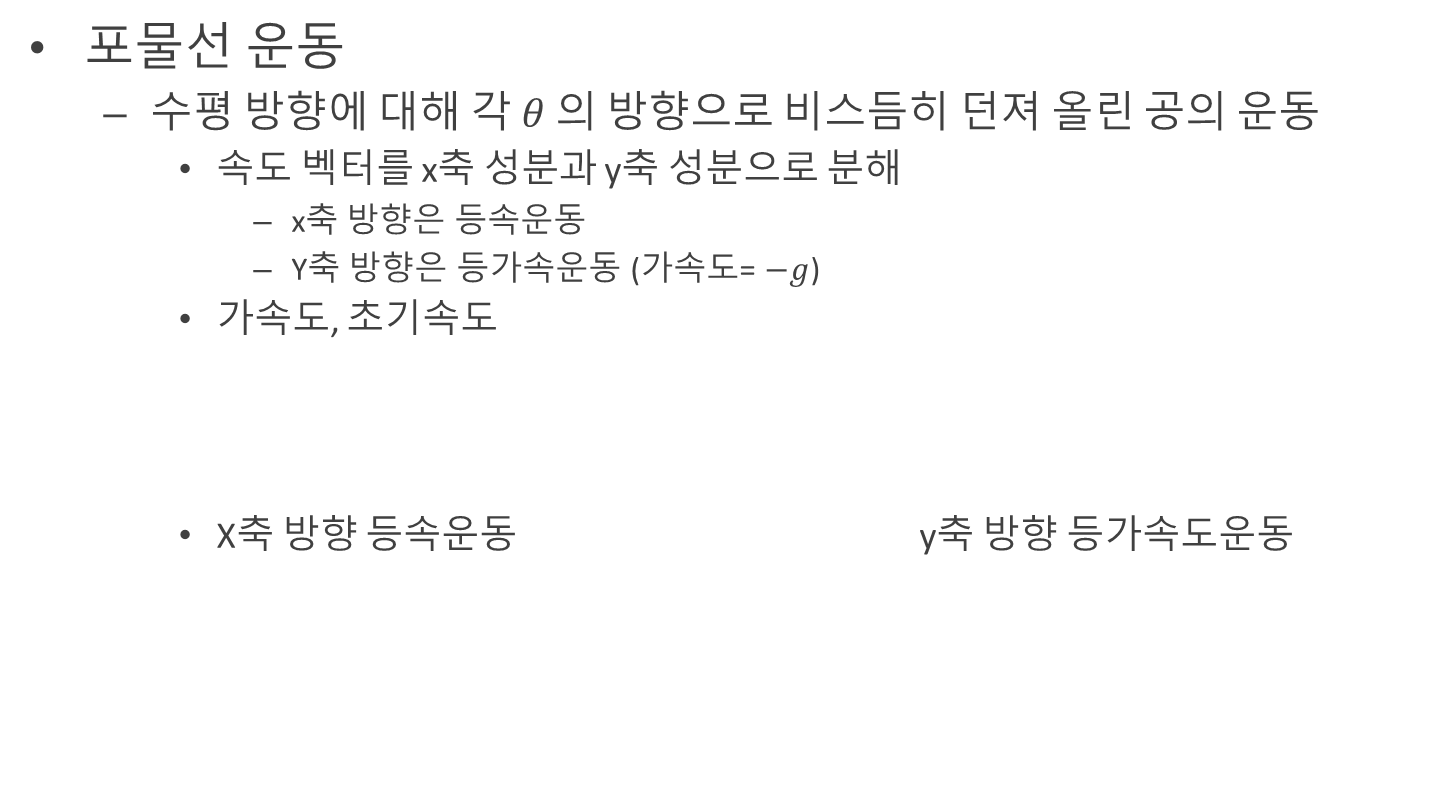 • 포물선 운동
– 수평 방향에 대해 각 θ 의 방향으로 비스듬히 던져 올린 공의 운동
• 속도 벡터를 x축 성분과 y축 성분으로 분해
– x축 방향은 등속운동
– Y축 방향은 등가속운동 (가속도= −g)
• 가속도, 초기속도
• X축 방향 등속운동 y축 방향 등가속도운동